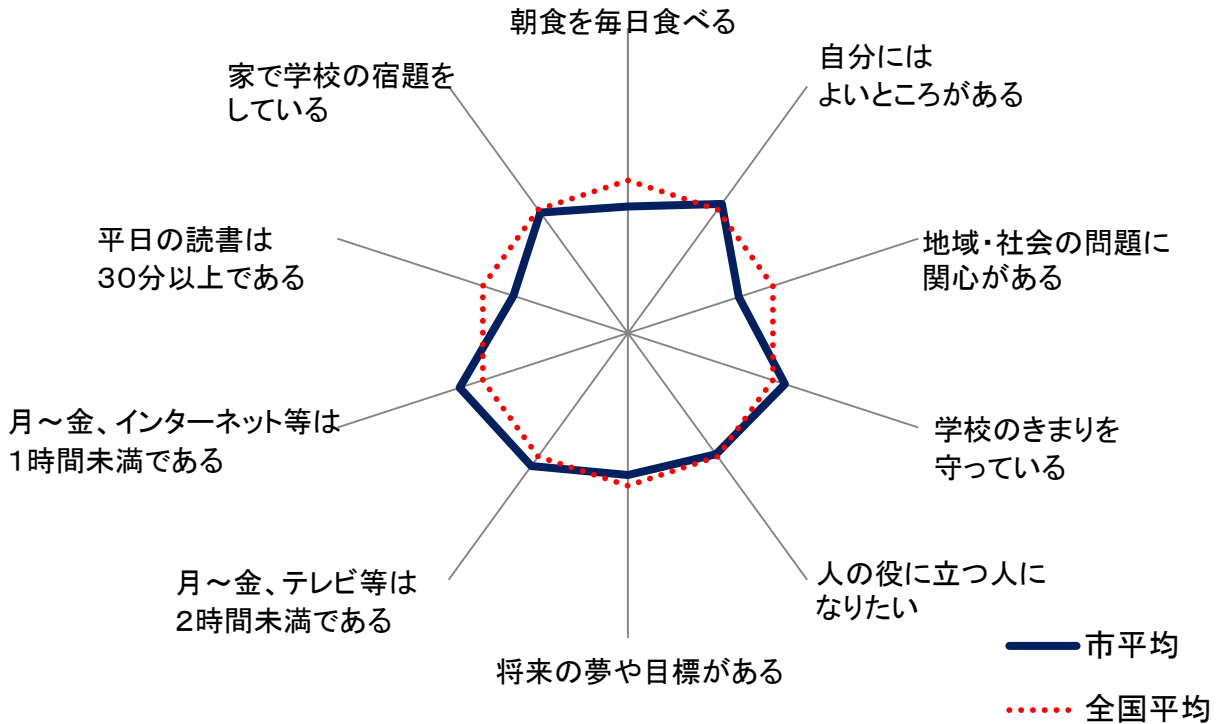 朝食を毎日食べる
自分には
よいところがある
地域・社会の問題に
関心がある
学校のきまりを
守っている
人の役に立つ人に
なりたい
将来の夢や目標がある
月～金、テレビ等は
2時間未満である
月～金、インターネット等は
1時間未満である
平日の読書は
30分以上である
家で学校の宿題を
している
市平均
全国平均